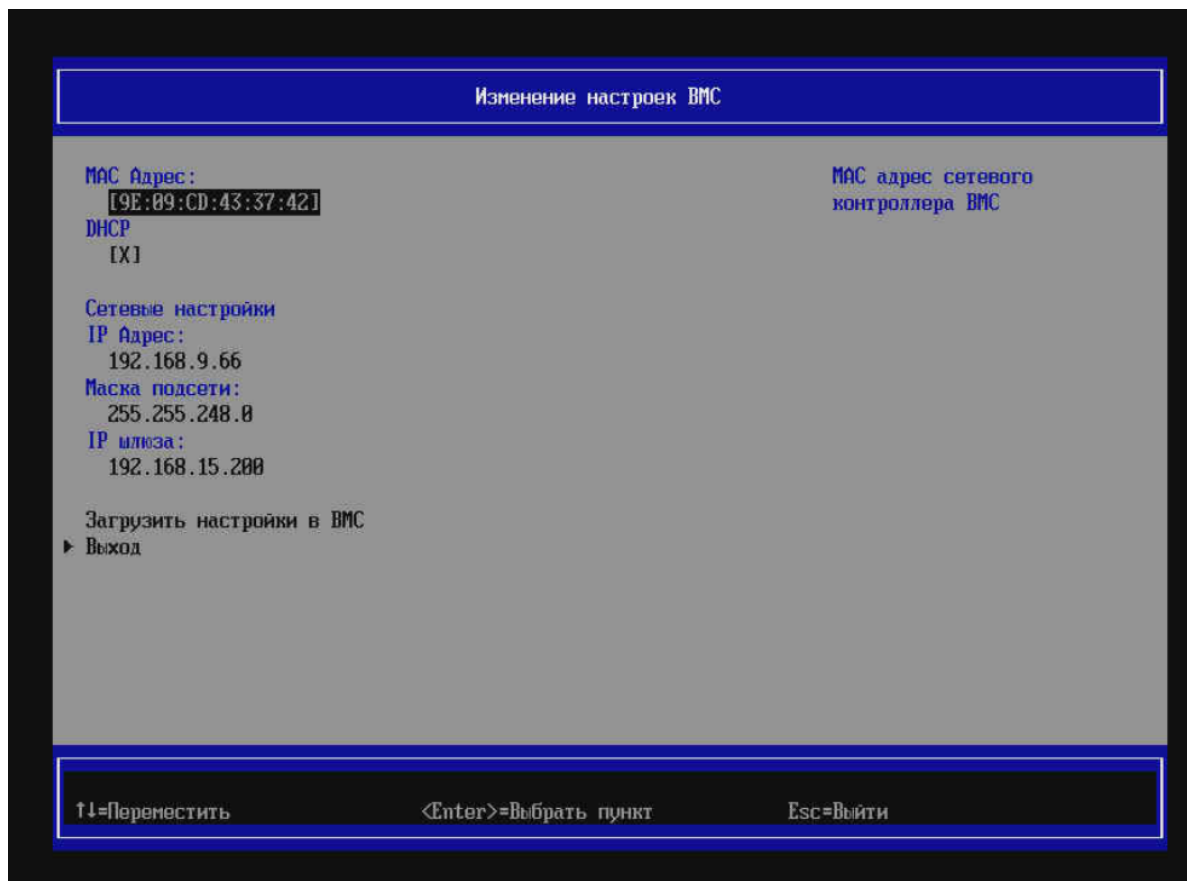 Изменение настроек BMC
MAC Адрес:
[9E:09:CD:43:37:42]
DHCP
[X]
Сетевые настройки
IP Адрес:
192.168.9.66
Маска подсети:
255.255.248.0
IP шлюза:
192.168.15.200
Загрузить настройки в BMC
Выход
MAC адрес сетевого
контроллера BMC
↑↓=Переместить <Enter>=Выбрать пункт Esc=Выйти